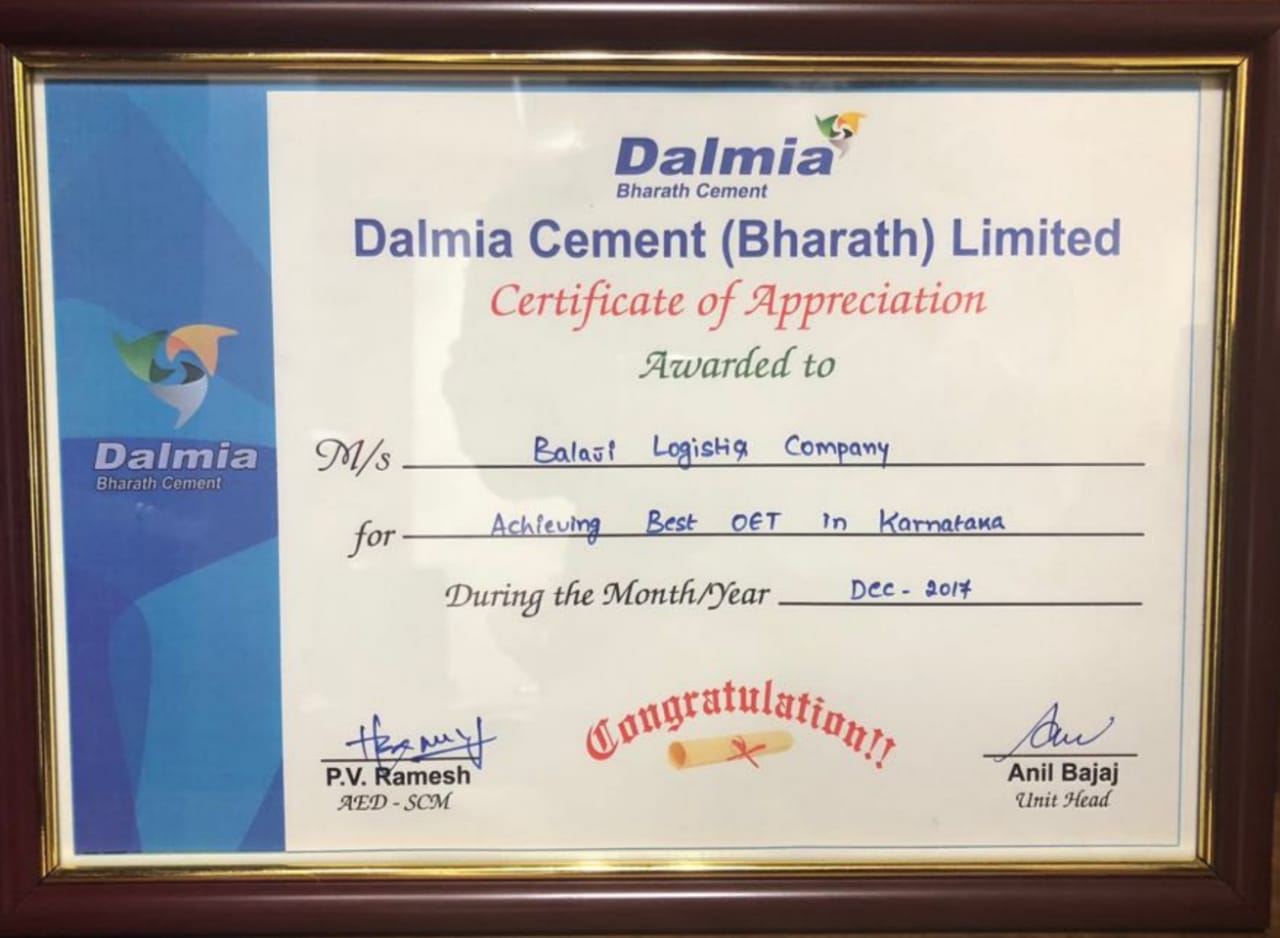 Dalmia
Bharath Cement
Dalmia Cement (Bharath) Limited
Certificate of Appreciation
Awarded to
M/s Balaji Logistiq Company
for Achieving Best OET in Karnataka
During the Month/Year Dec - 2017
Dalmia
Bharath Cement
Congratulation!!
P.V. Ramesh
AED - SCM
Anil Bajaj
Unit Head